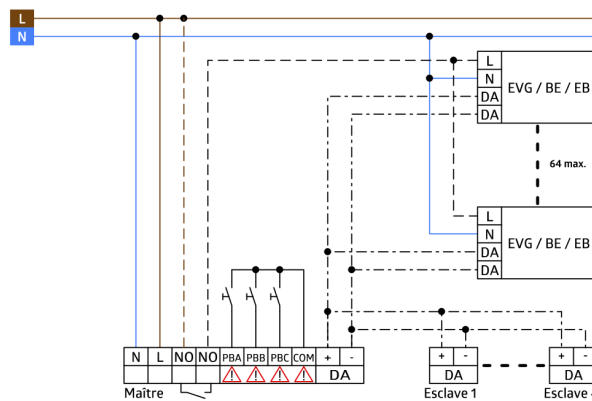 L
N
L
N
DA
DA
EVG / BE / EB
64 max.
L
N
DA
DA
EVG / BE / EB
N L NO NO PBA PBB PBC COM + -
DA
Maître
+ -
DA
Esclave 1
+ -
DA
Esclave